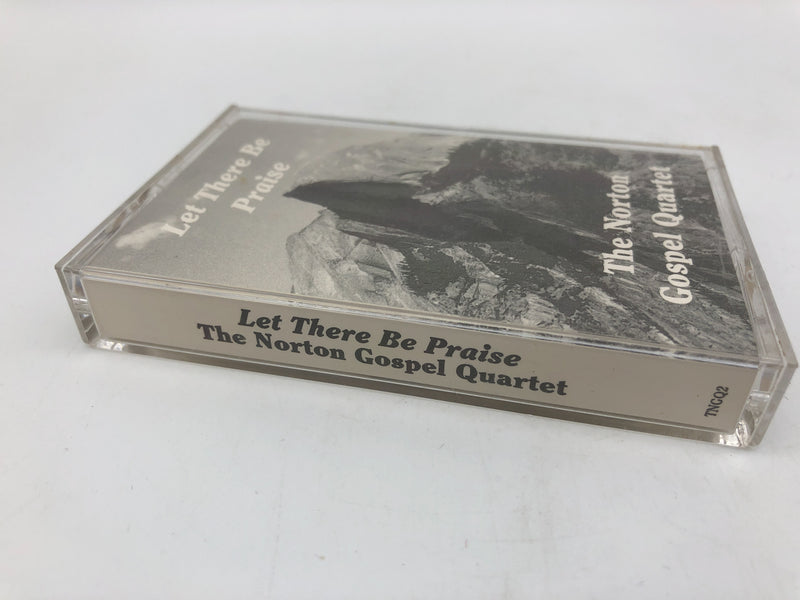 Let There Be
Praise
The Norton
Gospel Quartet
Let There Be Praise
The Norton Gospel Quartet
TNGQ2